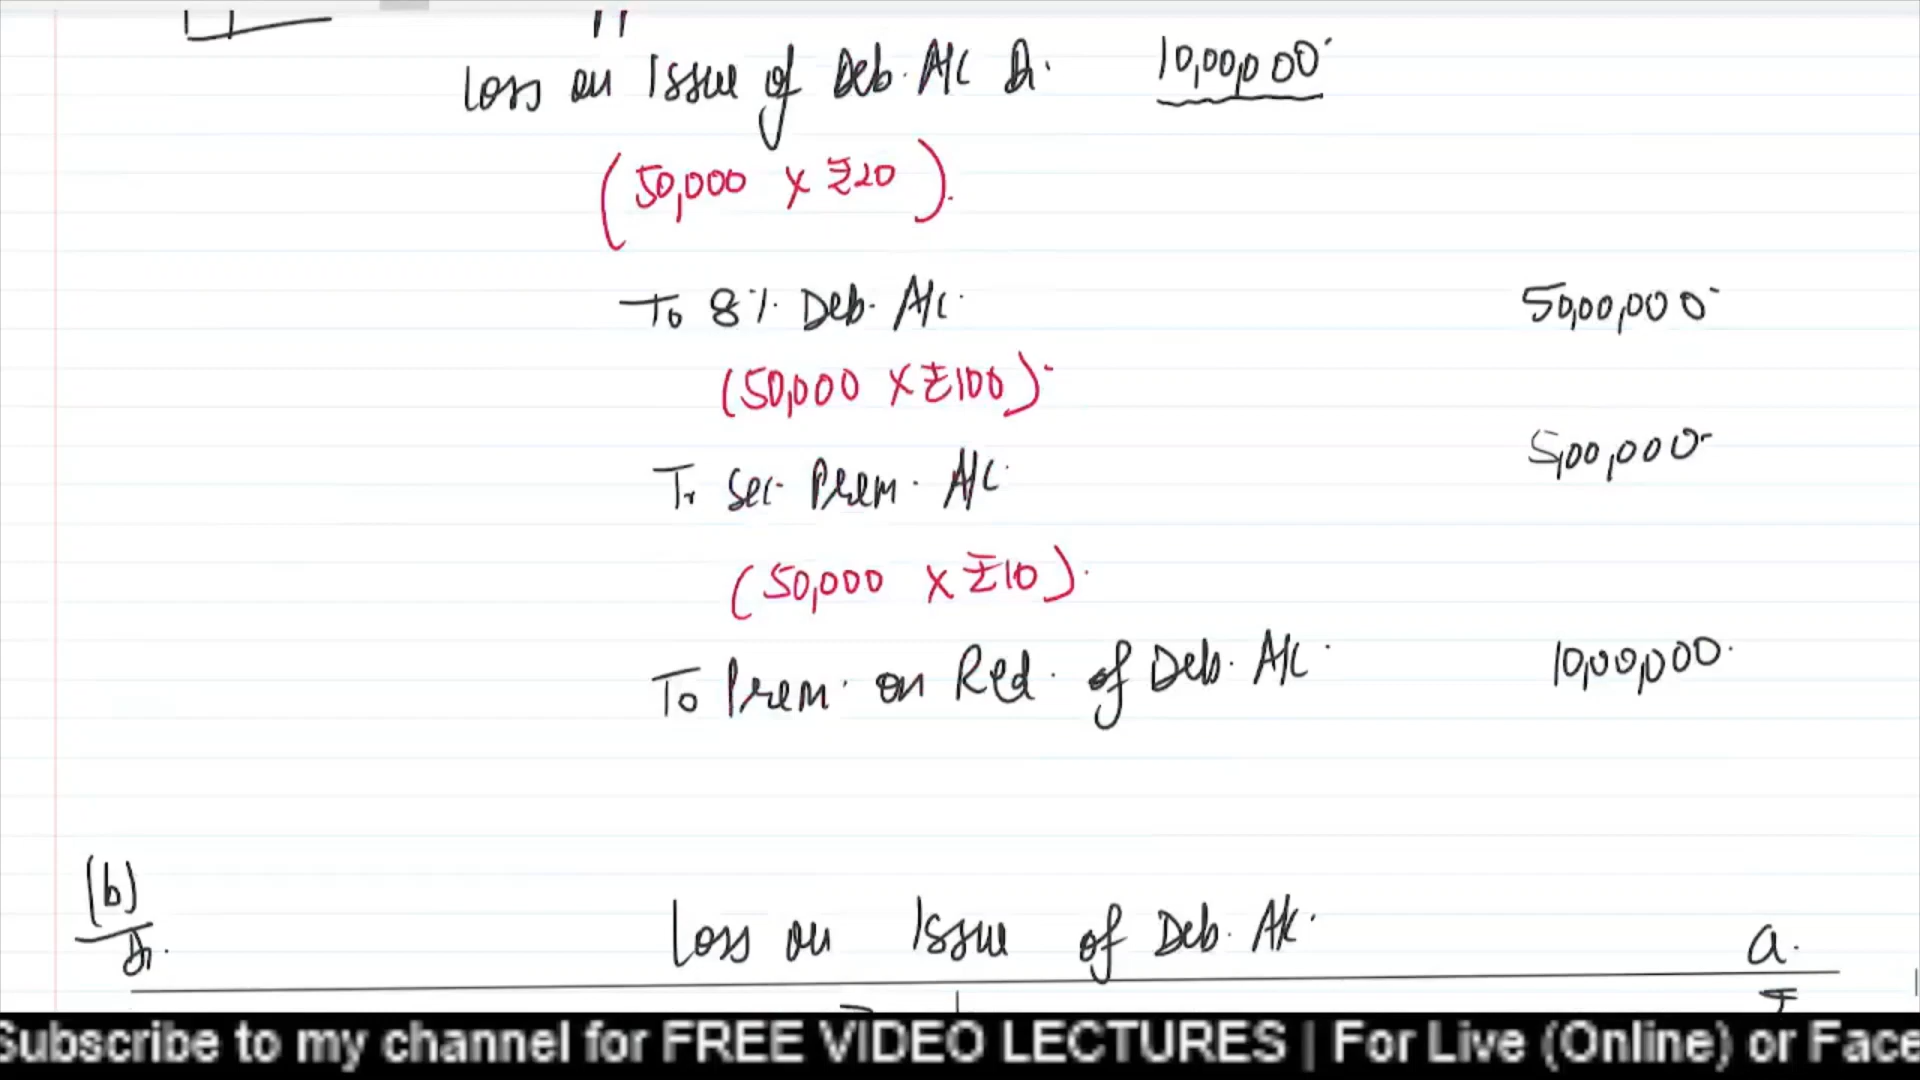 Loss on Issue of Deb. A/C Dr. 10,00,000
(50,000 X ₹20)
To 8% Deb. A/C 50,00,000
(50,000 X ₹100)
To Sec. Prem. A/C 5,00,000
(50,000 X ₹10)
To Prem. on Red. of Deb. A/C 10,00,000
(b)
Dr. Loss on Issue of Deb. A/C Cr.
Subscribe to my channel for FREE VIDEO LECTURES | For Live (Online) or Face